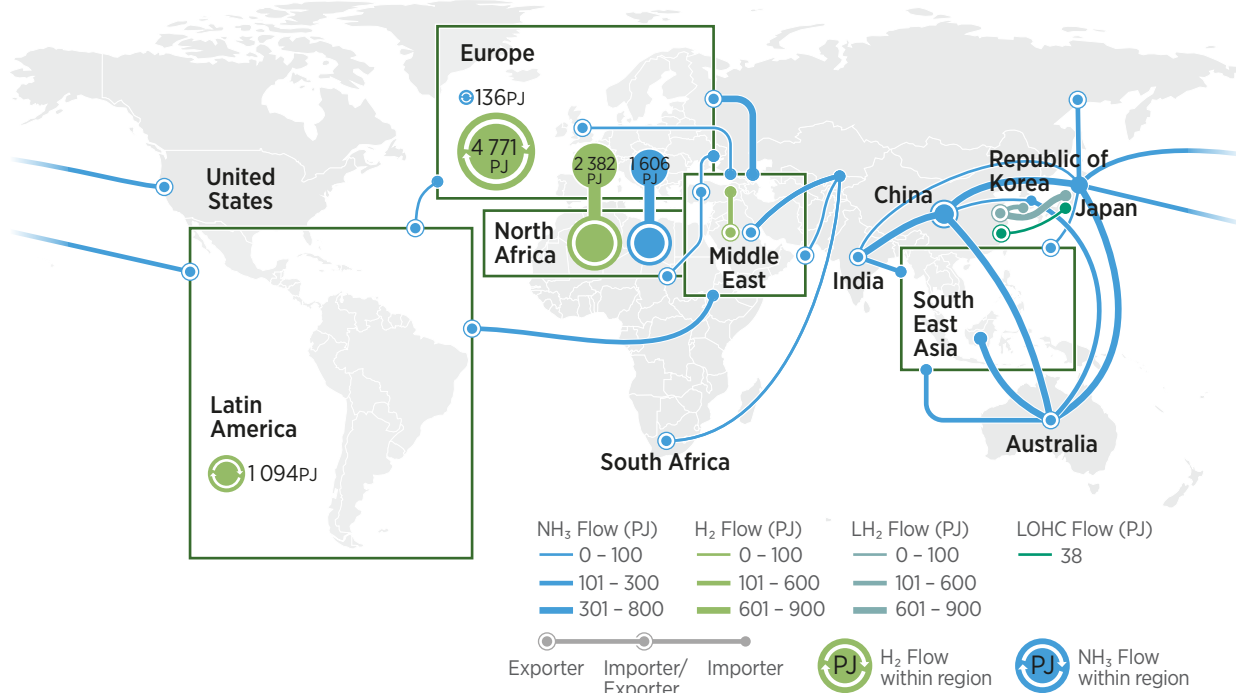 Europe
136PJ
4 771
PJ
2 382
PJ
1 606
PJ
United
States
North
Africa
Middle
East
China
Republic of
Korea
Japan
India
South
East
Asia
Latin
America
1 094PJ
South Africa
Australia
NH₃ Flow (PJ)
0 – 100
101 – 300
301 – 800
H₂ Flow (PJ)
0 – 100
101 – 600
601 – 900
LH₂ Flow (PJ)
0 – 100
101 – 600
601 – 900
LOHC Flow (PJ)
38
Exporter
Importer/
Exporter
Importer
PJ
H₂ Flow
within region
PJ
NH₃ Flow
within region